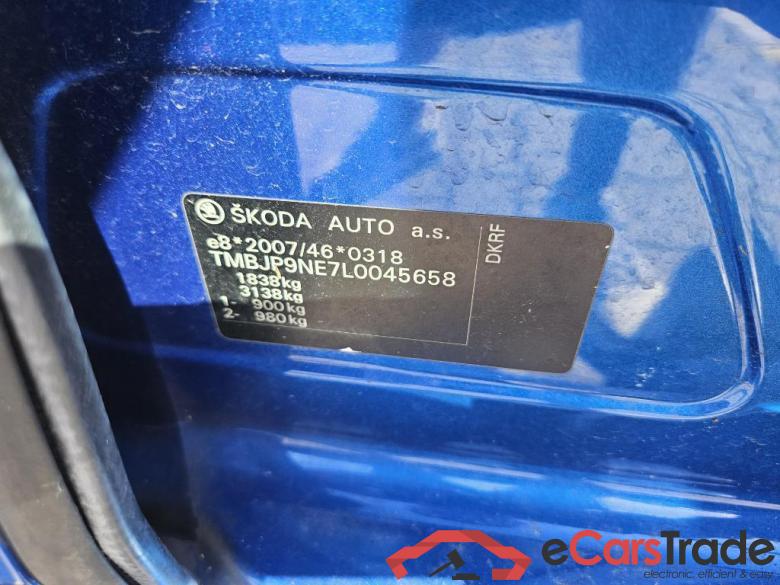 ŠKODA AUTO a.s.
e8*2007/46*0318
TMBJP9NE7L0045658
1838kg
3138kg
1- 900kg
2- 980kg
DKRF
eCarsTrade
electronic, efficient & easy